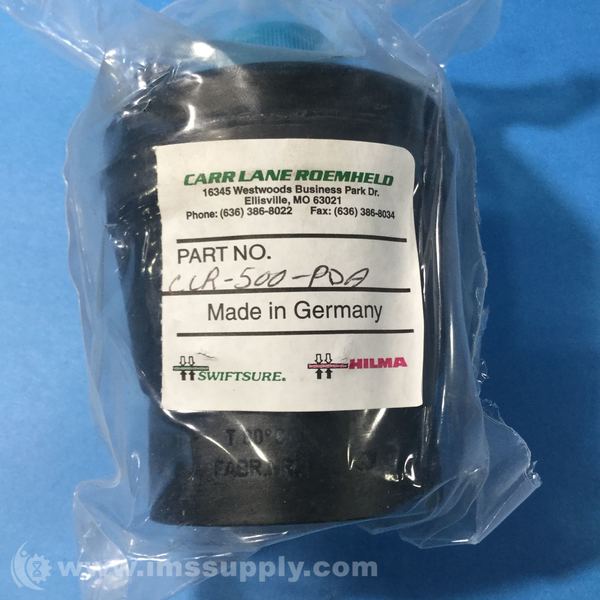 CARR LANE ROEMHELD
16345 Westwoods Business Park Dr.
Ellisville, MO 63021
Phone: (636) 386-8022 Fax: (636) 386-8034
PART NO.
CLR-500-PDA
Made in Germany
SWIFTSURE.
HILMA
www.imssupply.com